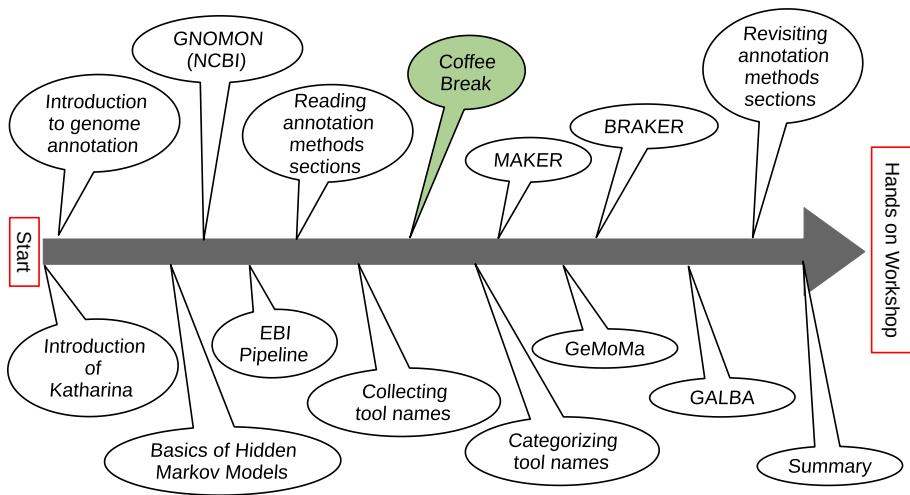 Start
Introduction
of
Katharina
Introduction
to genome
annotation
Basics of Hidden
Markov Models
GNOMON
(NCBI)
EBI
Pipeline
Reading
annotation
methods
sections
Collecting
tool names
Coffee
Break
Categorizing
tool names
MAKER
GeMoMa
BRAKER
GALBA
Revisiting
annotation
methods
sections
Summary
Hands on Workshop